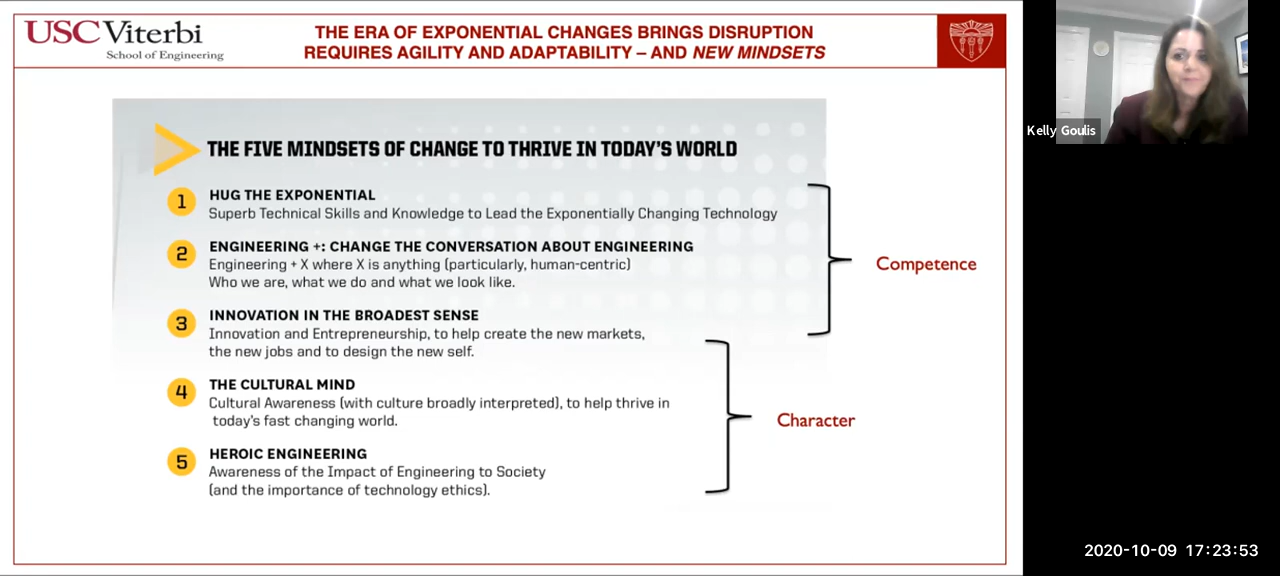 USC Viterbi
School of Engineering
THE ERA OF EXPONENTIAL CHANGES BRINGS DISRUPTION
REQUIRES AGILITY AND ADAPTABILITY – AND NEW MINDSETS
THE FIVE MINDSETS OF CHANGE TO THRIVE IN TODAY'S WORLD
1
HUG THE EXPONENTIAL
Superb Technical Skills and Knowledge to Lead the Exponentially Changing Technology
2
ENGINEERING +: CHANGE THE CONVERSATION ABOUT ENGINEERING
Engineering + X where X is anything (particularly, human-centric)
Who we are, what we do and what we look like.
3
INNOVATION IN THE BROADEST SENSE
Innovation and Entrepreneurship, to help create the new markets,
the new jobs and to design the new self.
4
THE CULTURAL MIND
Cultural Awareness (with culture broadly interpreted), to help thrive in
today's fast changing world.
5
HEROIC ENGINEERING
Awareness of the Impact of Engineering to Society
(and the importance of technology ethics).
Competence
Character
Kelly Goulis
2020-10-09 17:23:53